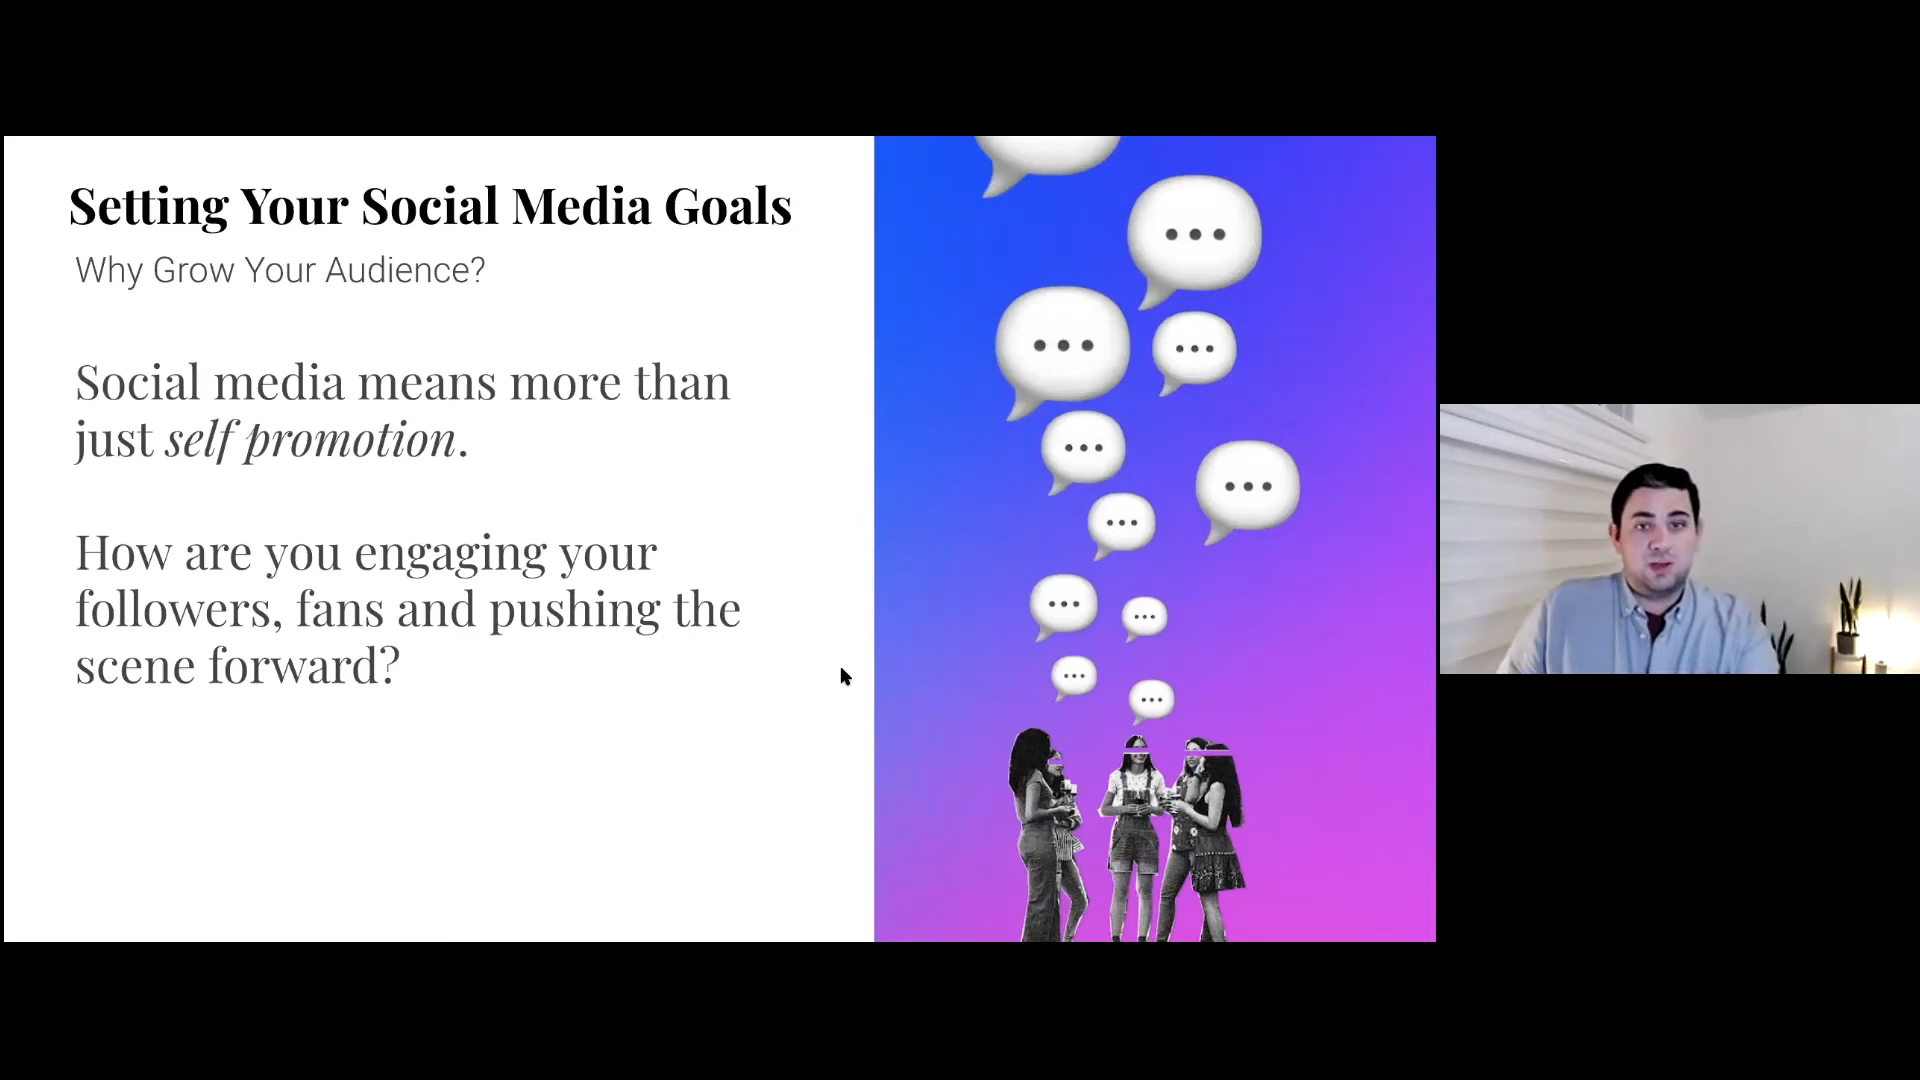 Setting Your Social Media Goals
Why Grow Your Audience?
Social media means more than
just self promotion.
How are you engaging your
followers, fans and pushing the
scene forward?